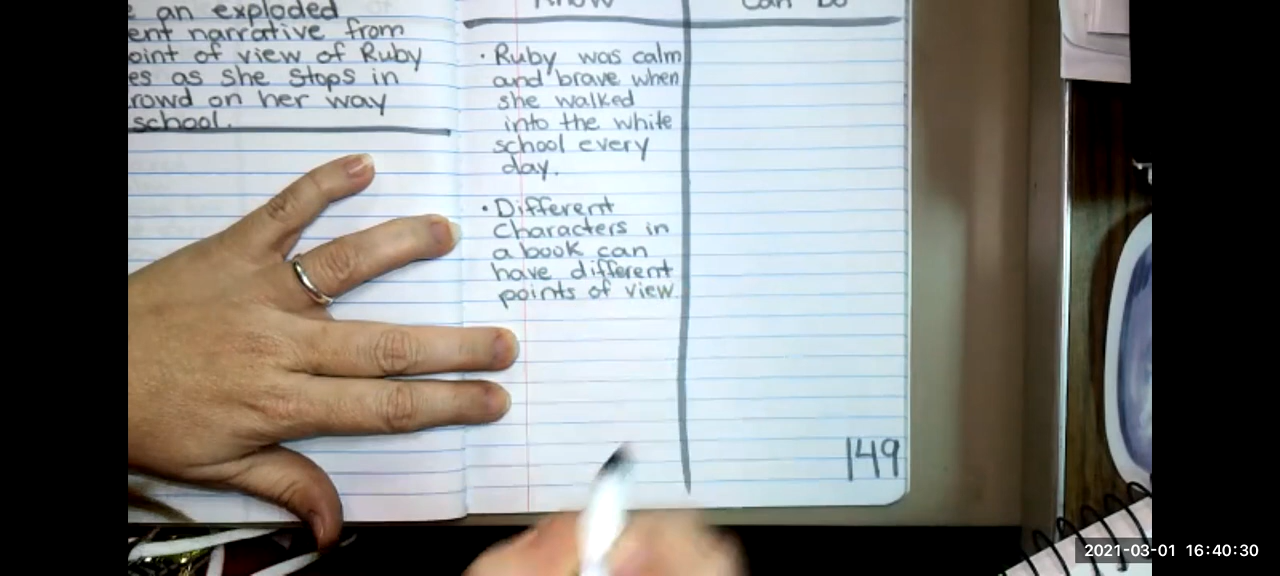 an exploded
ent narrative from
oint of view of Ruby
es as she stops in
rowd on her way
school.
Know
Can Do
· Ruby was calm
and brave when
she walked
into the white
school every
day.
· Different
characters in
a book can
have different
points of view.
149
2021-03-01 16:40:30